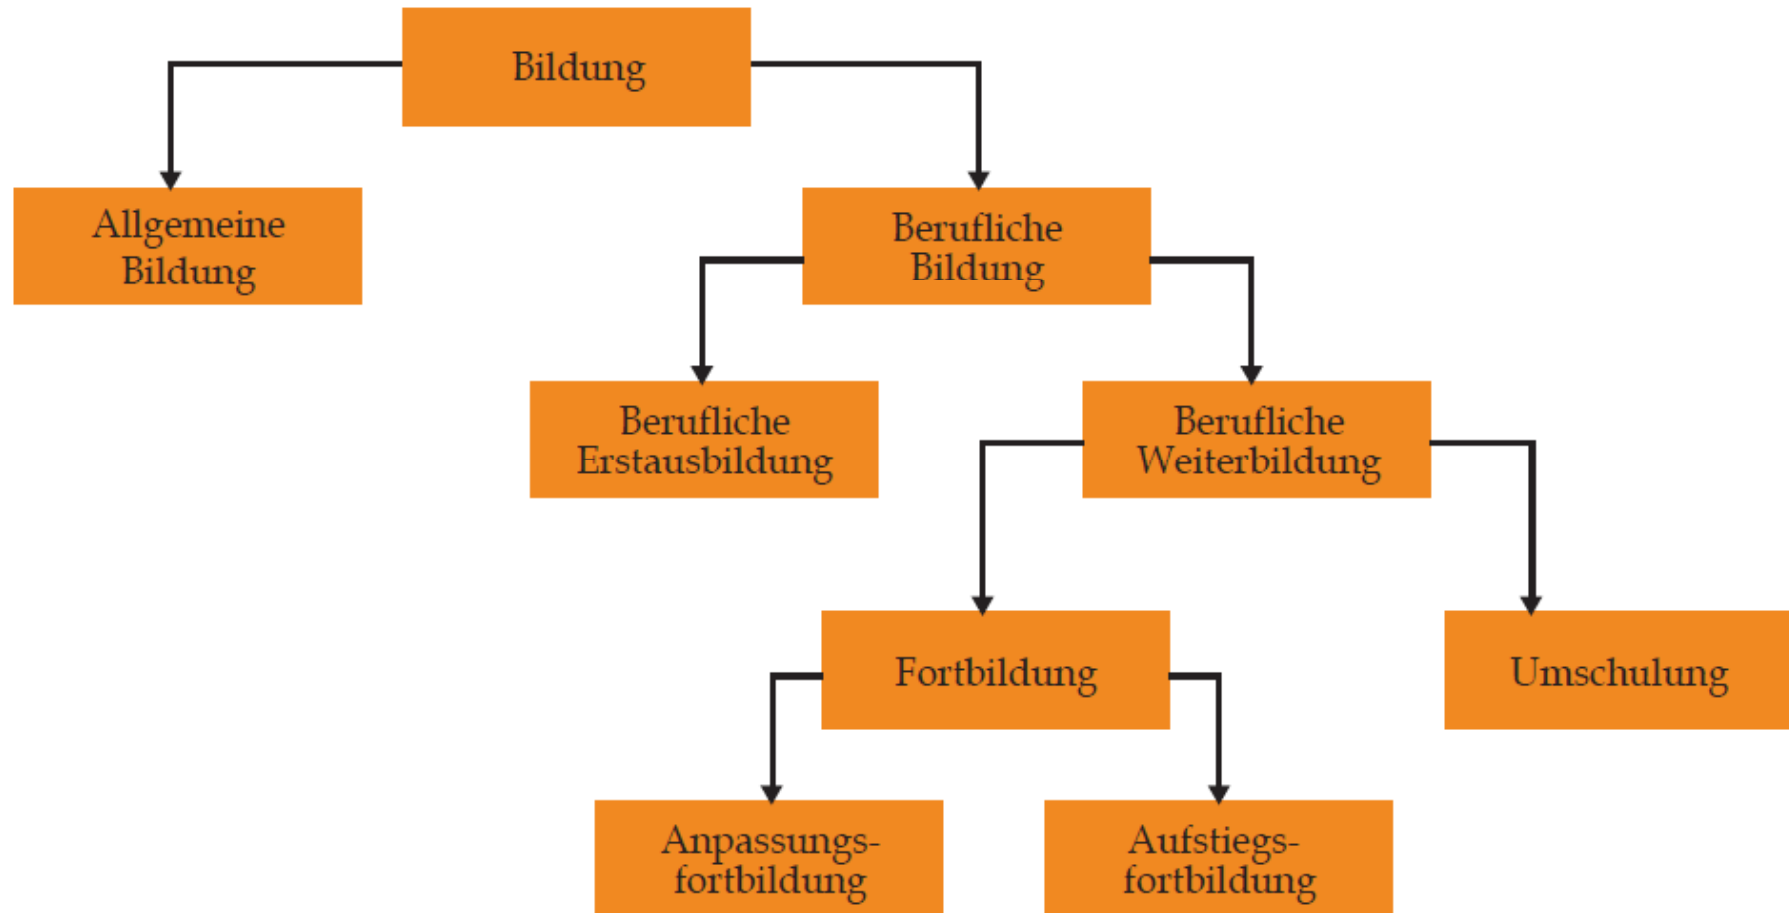 Bildung
Allgemeine
Bildung
Berufliche
Bildung
Berufliche
Erstausbildung
Berufliche
Weiterbildung
Fortbildung
Umschulung
Anpassungs-
fortbildung
Aufstiegs-
fortbildung